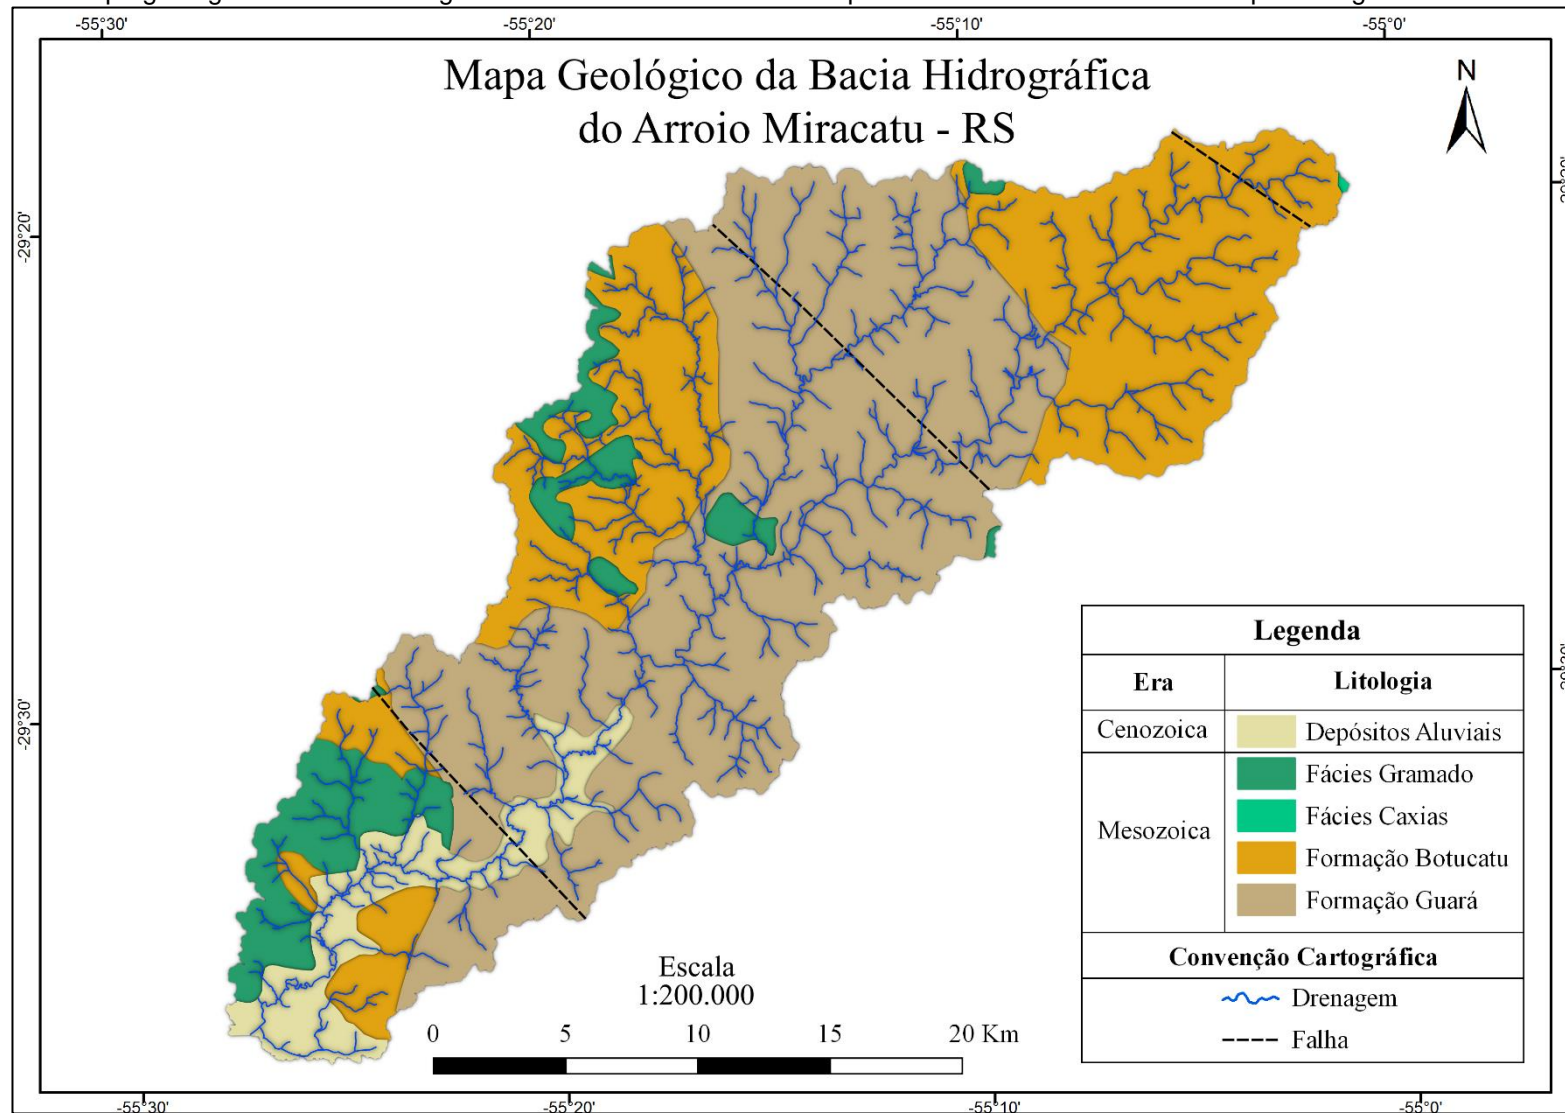 -55°30'
-55°20'
-55°10'
-55°0'
Mapa Geológico da Bacia Hidrográfica
do Arroio Miracatu - RS
N
-29°20'
-29°30'
Legenda
Era
Litologia
Cenozoica
Depósitos Aluviais
Mesozoica
Fácies Gramado
Fácies Caxias
Formação Botucatu
Formação Guará
Convenção Cartográfica
Drenagem
Falha
Escala
1:200.000
0 5 10 15 20 Km
-55°30'
-55°20'
-55°10'
-55°0'